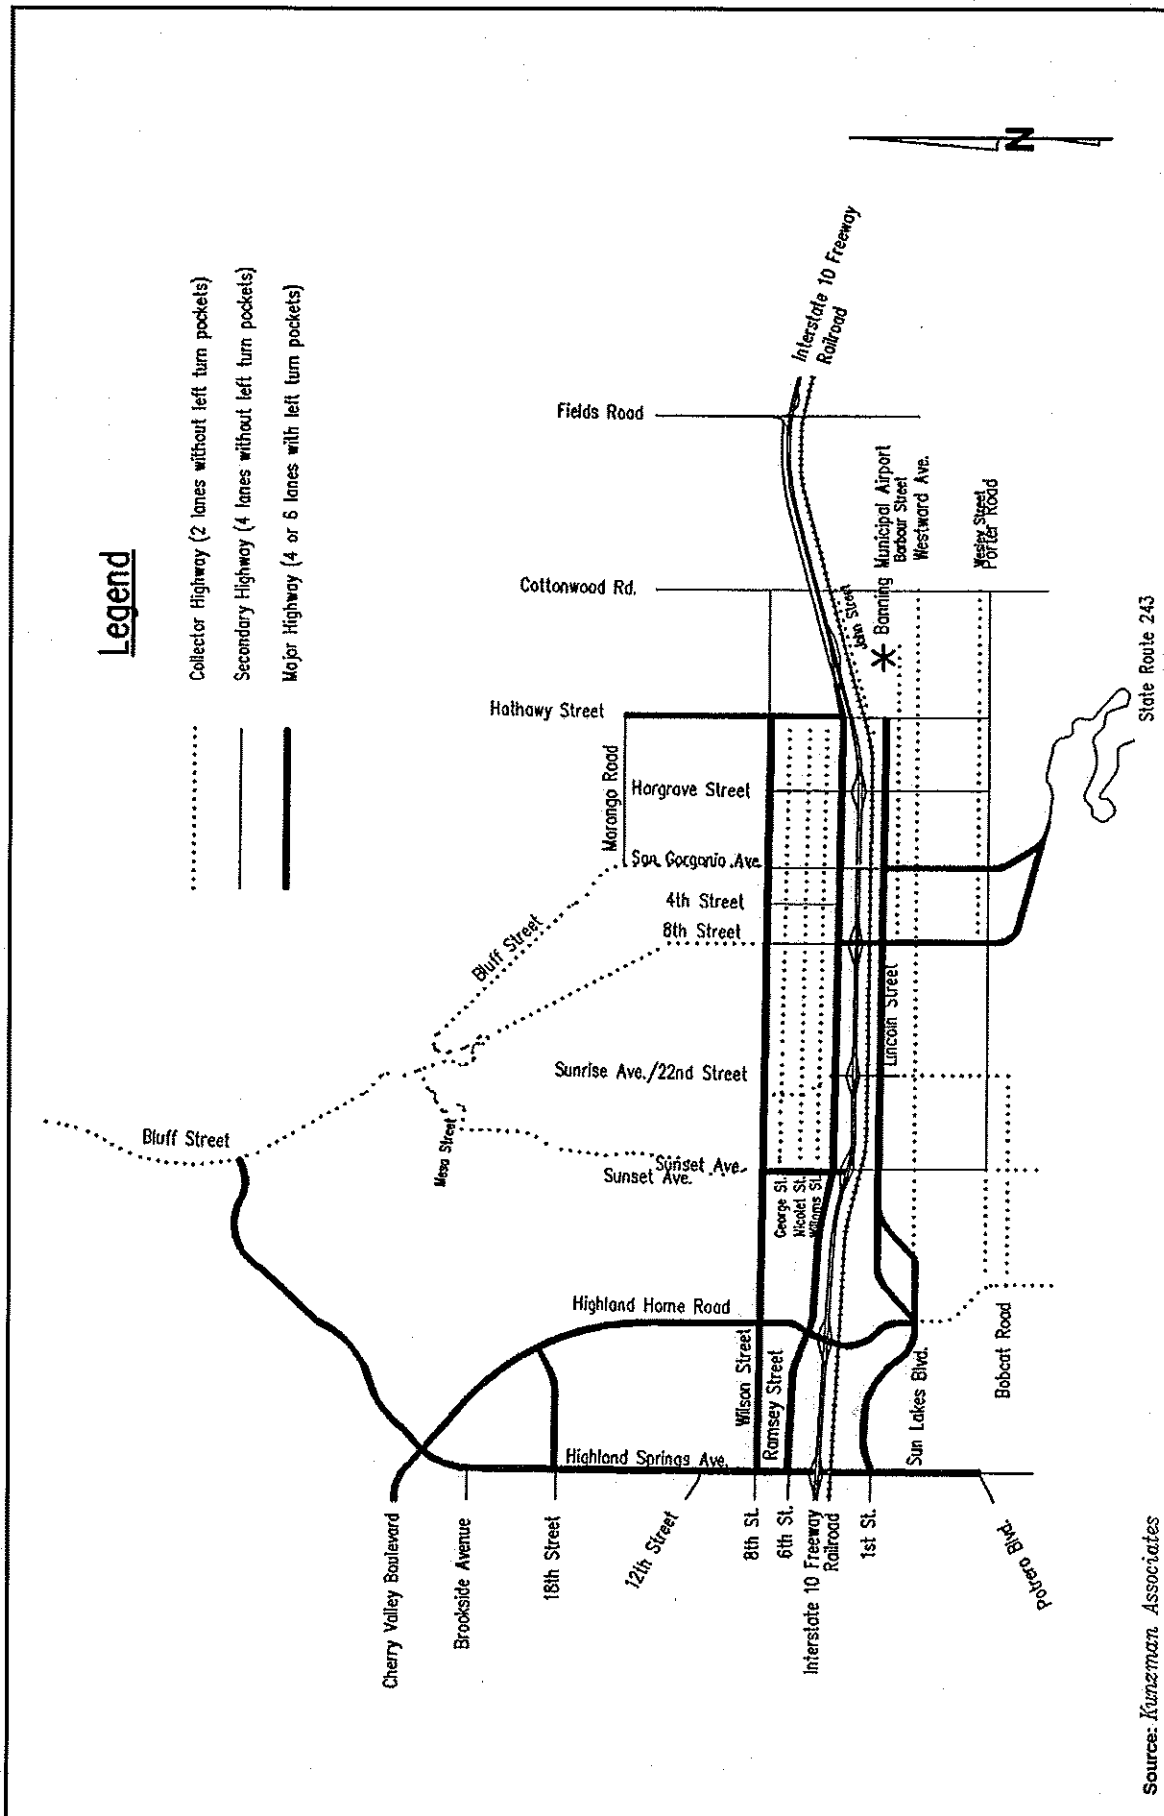 Legend
Collector Highway (2 lanes without left turn pockets)
Secondary Highway (4 lanes without left turn pockets)
Major Highway (4 or 6 lanes with left turn pockets)
N
Interstate 10 Freeway
Railroad
Fields Road
Cottonwood Rd.
Hathawy Street
Morongo Road
Hargrave Street
San Gorgonio Ave
4th Street
8th Street
Bluff Street
Sunrise Ave./22nd Street
Bluff Street
Mesa Street
Sunset Ave.
Sunset Ave.
George St.
Nicolet St.
Williams St.
John Street
Banning Municipal Airport
Barbour Street
Westward Ave.
Wesley Street
Porter Road
State Route 243
Lincoln Street
Highland Home Road
Wilson Street
Ramsey Street
Sun Lakes Blvd.
Bobcat Road
Highland Springs Ave.
Cherry Valley Boulevard
Brookside Avenue
18th Street
12th Street
8th St.
6th St.
Interstate 10 Freeway
Railroad
1st St.
Potrero Blvd.
Source: Kunzman Associates